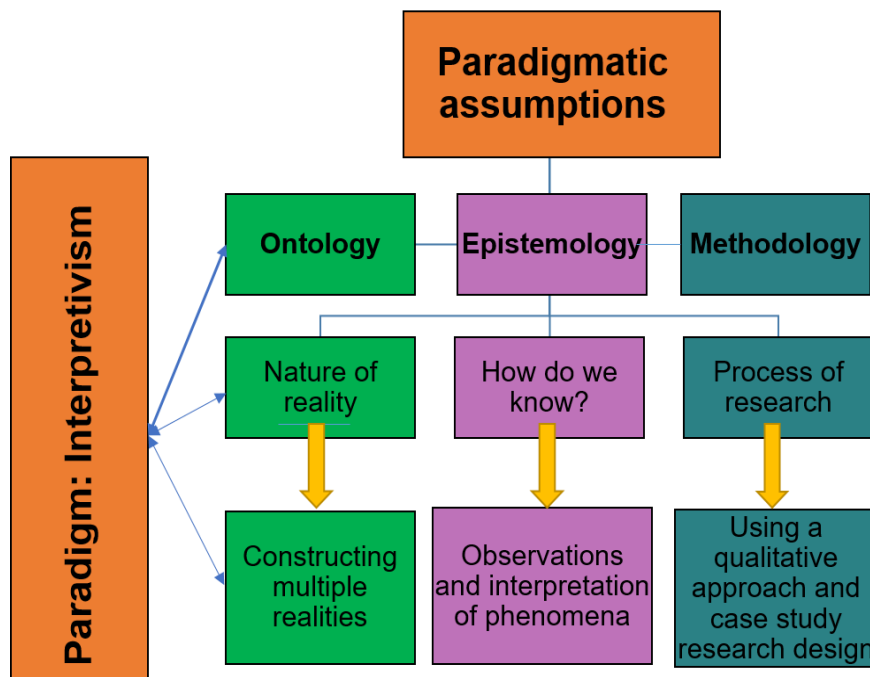 Paradigmatic
assumptions
Paradigm: Interpretivism
Ontology
Epistemology
Methodology
Nature of
reality
How do we
know?
Process of
research
Constructing
multiple
realities
Observations
and interpretation
of phenomena
Using a
qualitative
approach and
case study
research design